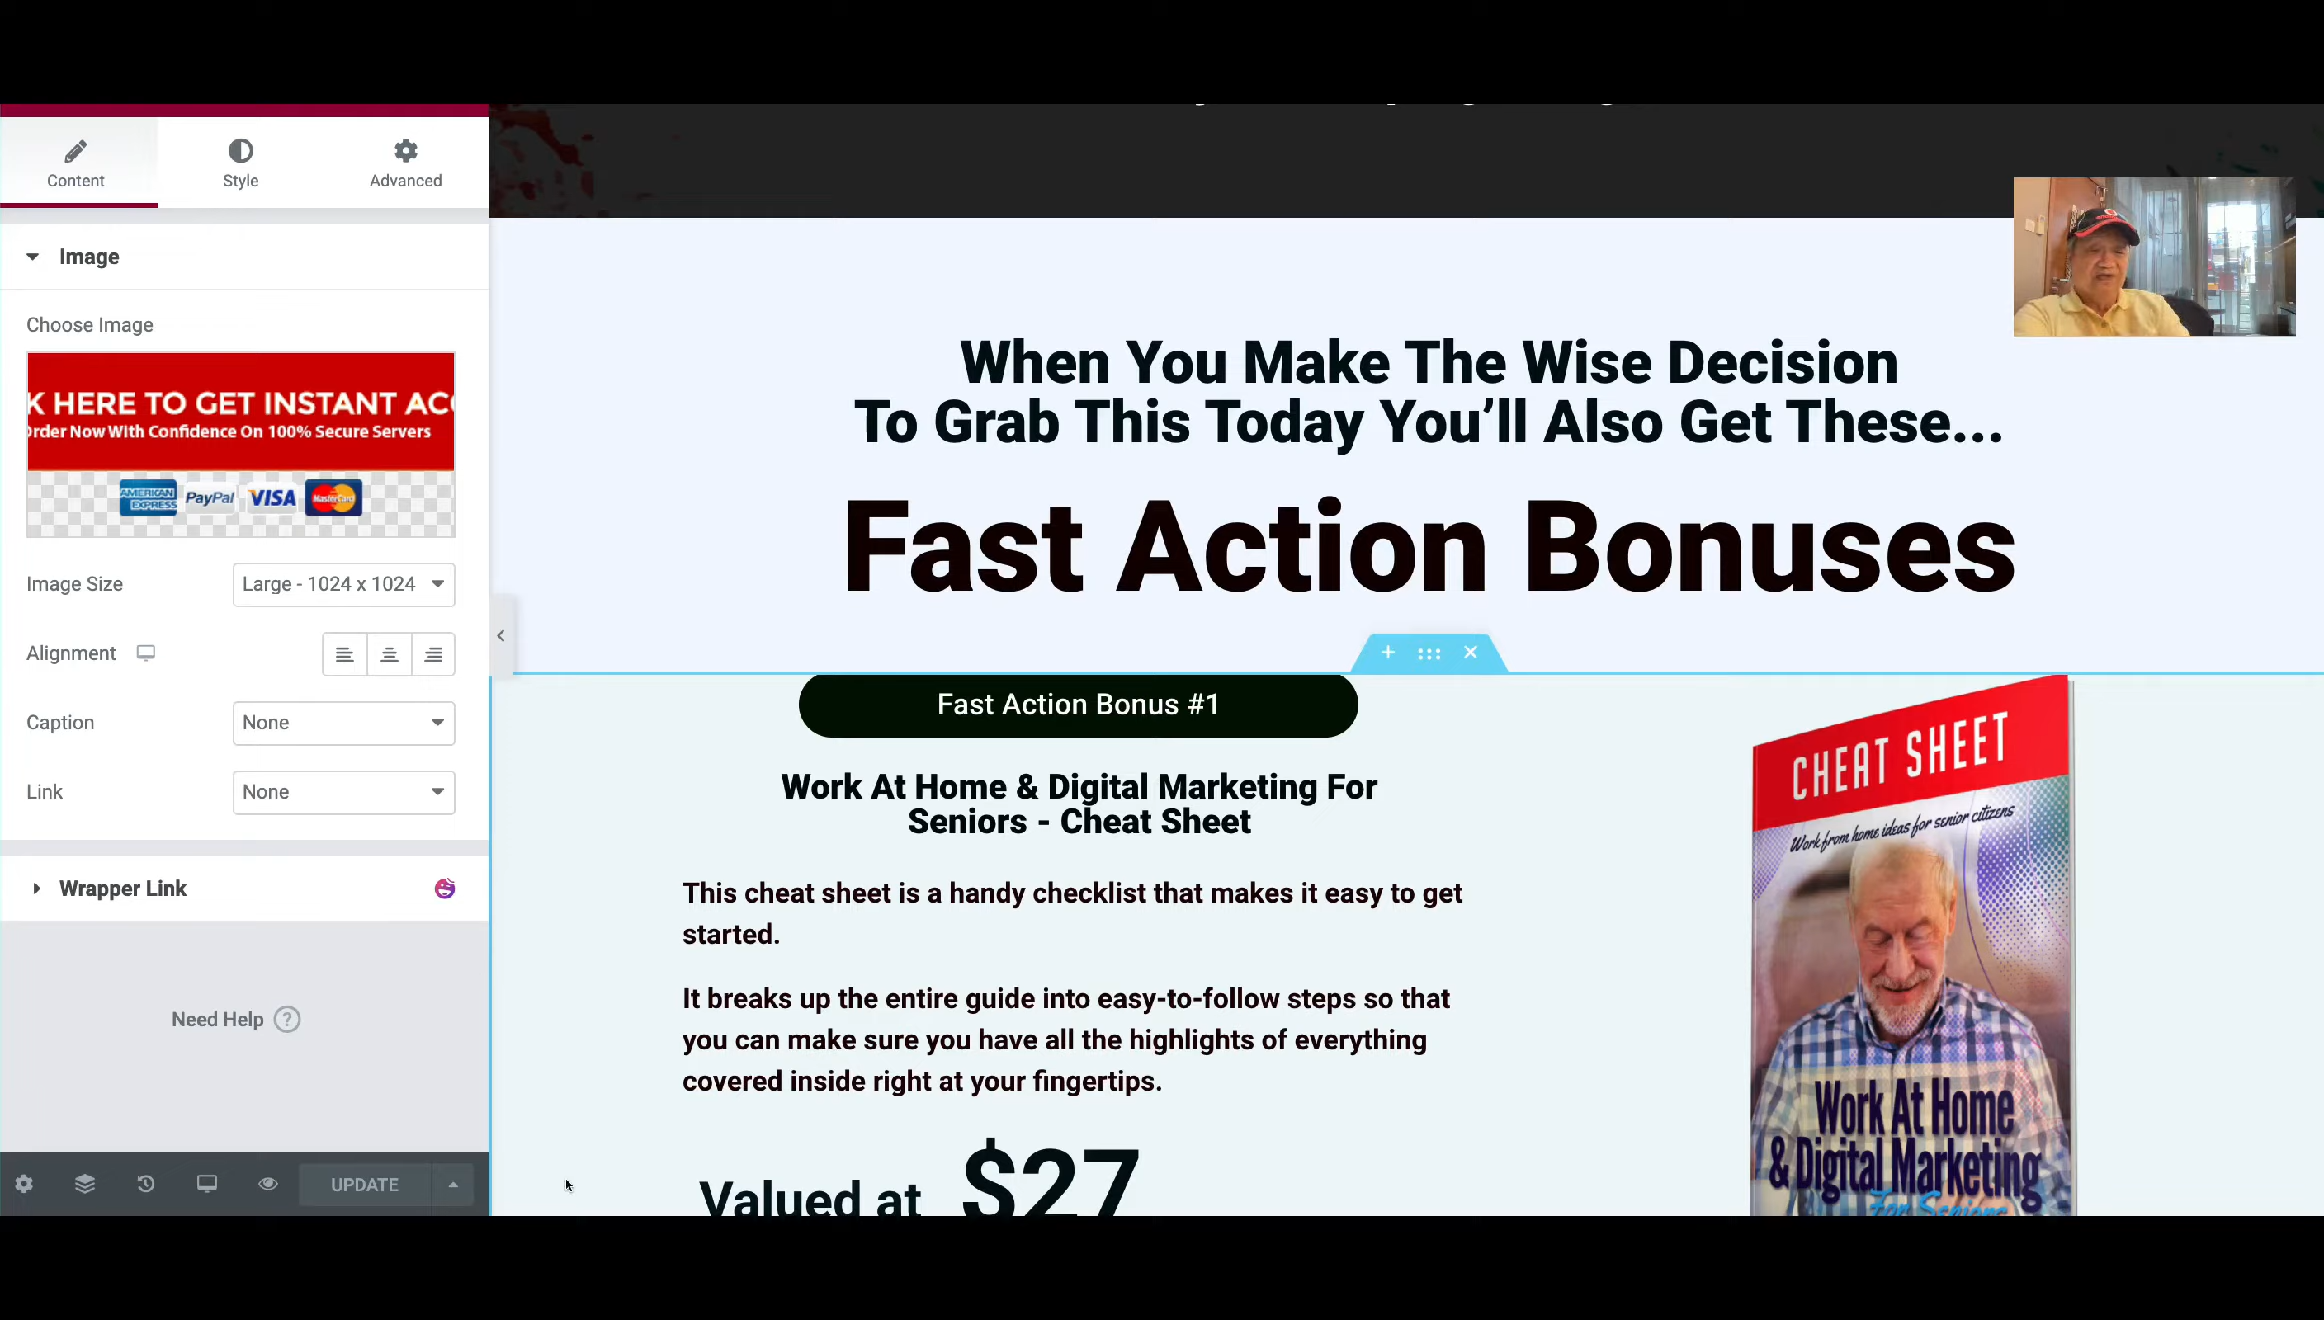 Content
Style
Advanced
Image
Choose Image
K HERE TO GET INSTANT ACC
Order Now With Confidence On 100% Secure Servers
AMERICAN EXPRESS
PayPal
VISA
MasterCard
Image Size
Large - 1024 x 1024
Alignment
Caption
None
Link
None
Wrapper Link
Need Help ?
UPDATE
When You Make The Wise Decision
To Grab This Today You’ll Also Get These...
Fast Action Bonuses
Fast Action Bonus #1
Work At Home & Digital Marketing For
Seniors - Cheat Sheet
This cheat sheet is a handy checklist that makes it easy to get
started.
It breaks up the entire guide into easy-to-follow steps so that
you can make sure you have all the highlights of everything
covered inside right at your fingertips.
Valued at $27
CHEAT SHEET
Work from home ideas for senior citizens
Work At Home
& Digital Marketing
For Seniors